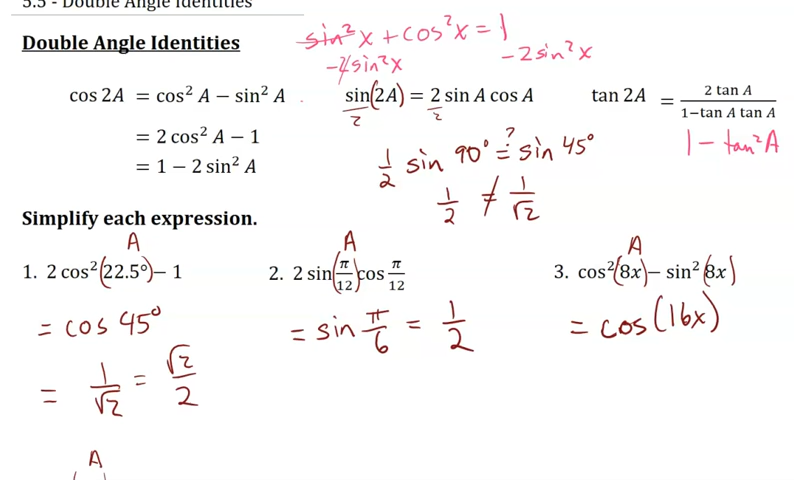 5.5 - Double Angle Identities
Double Angle Identities
sin²x + cos²x = 1
-2sin²x -2sin²x
cos 2A = cos² A − sin² A
= 2 cos² A − 1
= 1 − 2 sin² A
sin(2A) = 2 sin A cos A
2 2
tan 2A = 2 tan A / 1−tan A tan A
1 − tan²A
1/2 sin 90° ?= sin 45°
1/2 ≠ 1/√2
Simplify each expression.
A
1. 2 cos²(22.5°) − 1
= cos 45°
= 1/√2 = √2/2
A
2. 2 sin(π/12) cos π/12
= sin π/6 = 1/2
A
3. cos²(8x) − sin²(8x)
= cos(16x)
A